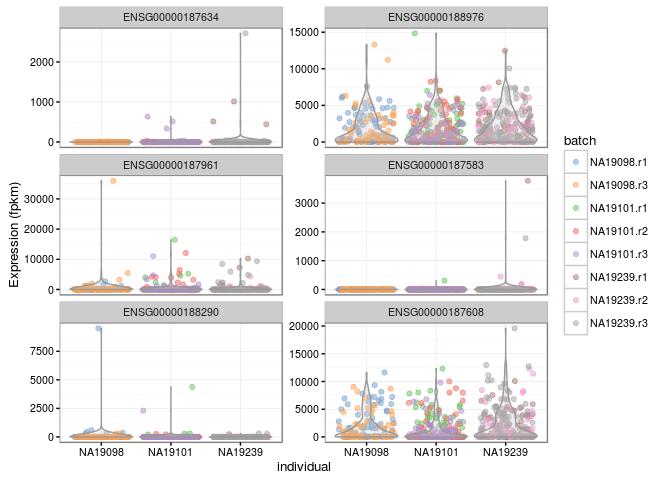 ENSG00000187634
ENSG00000188976
2000
1000
0
15000
10000
5000
0
ENSG00000187961
ENSG00000187583
30000
20000
10000
0
3000
2000
1000
0
ENSG00000188290
ENSG00000187608
7500
5000
2500
0
20000
15000
10000
5000
0
NA19098 NA19101 NA19239
NA19098 NA19101 NA19239
individual
Expression (fpkm)
batch
NA19098.r1
NA19098.r3
NA19101.r1
NA19101.r2
NA19101.r3
NA19239.r1
NA19239.r2
NA19239.r3